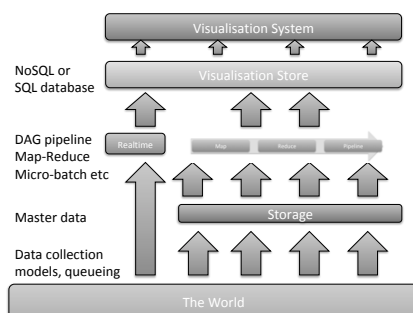 Visualisation System
NoSQL or
SQL database
Visualisation Store
DAG pipeline
Map-Reduce
Micro-batch etc
Realtime
Map
Reduce
Pipeline
Master data
Storage
Data collection
models, queueing
The World